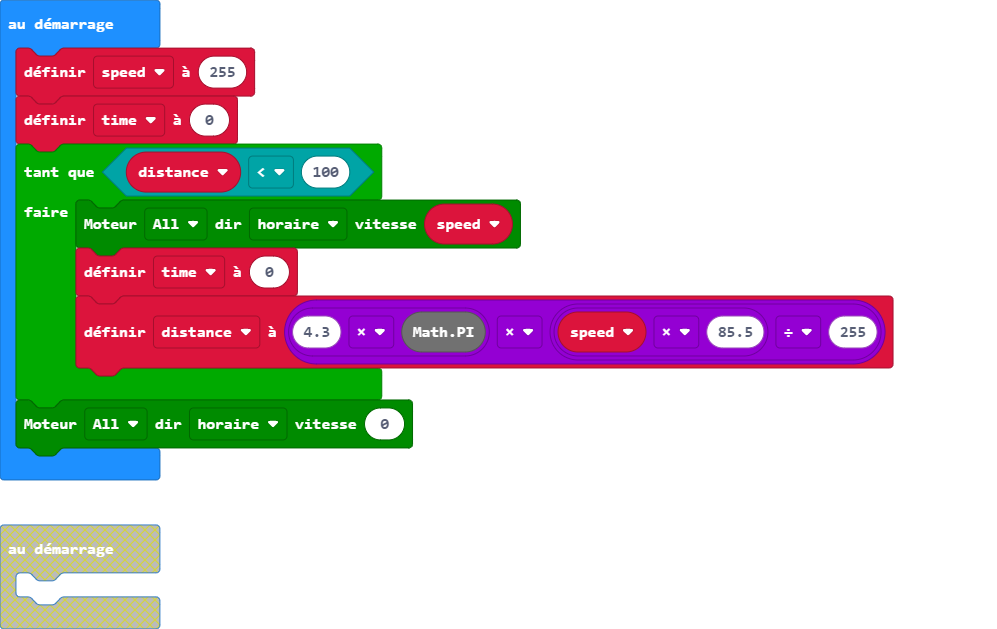 au démarrage
définir speed à 255
définir time à 0
tant que distance < 100
faire Moteur All dir horaire vitesse speed
définir time à 0
définir distance à 4.3 × Math.PI × speed × 85.5 ÷ 255
Moteur All dir horaire vitesse 0
au démarrage